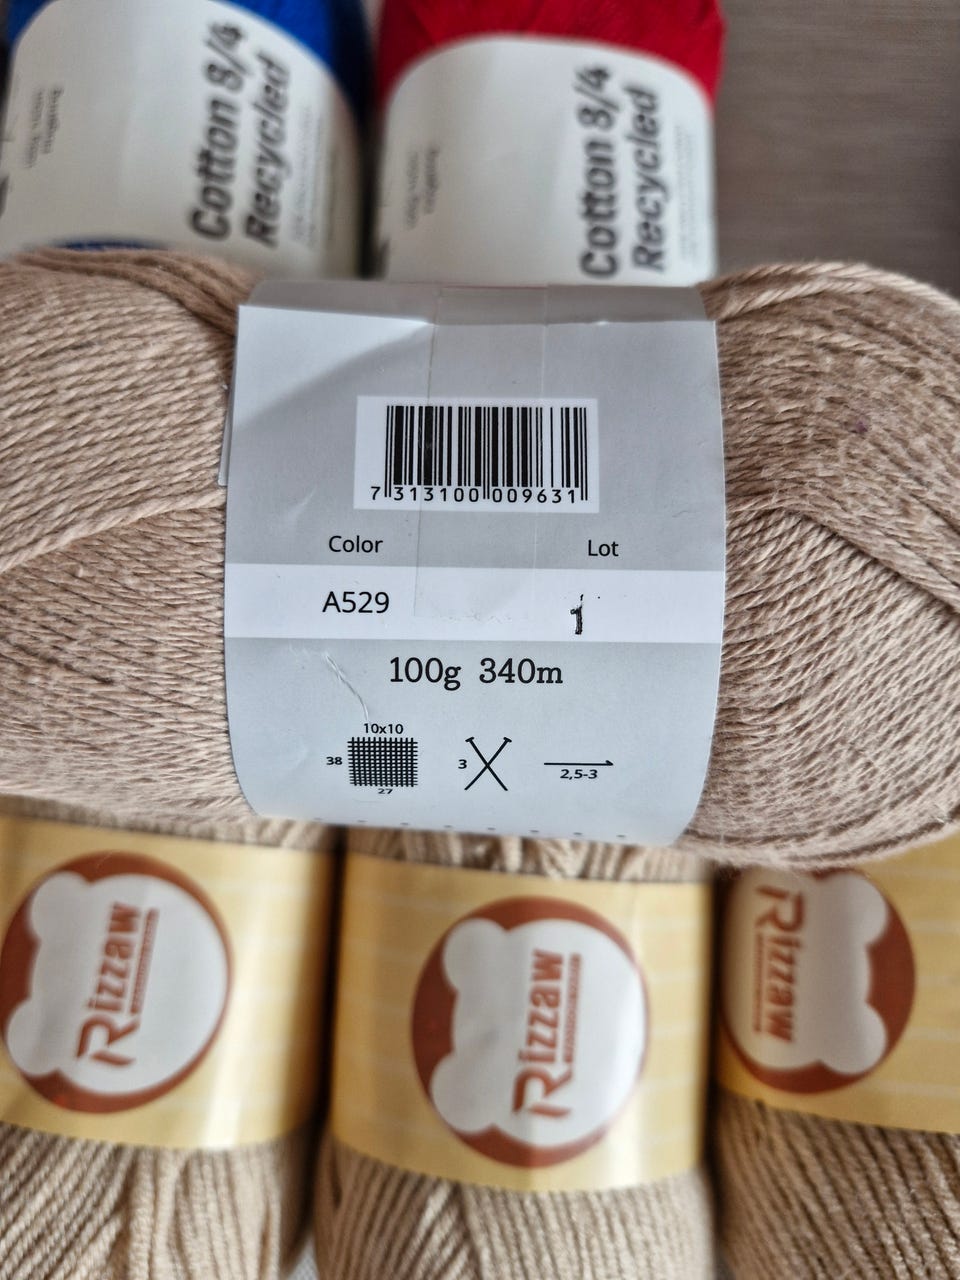 Cotton 8/4
Recycled
Cotton 8/4
Recycled
7 313100 009631
Color
Lot
A529
1
100g 340m
10x10
38
27
3
2,5-3
Rizzaw
Rizzaw
Rizzaw